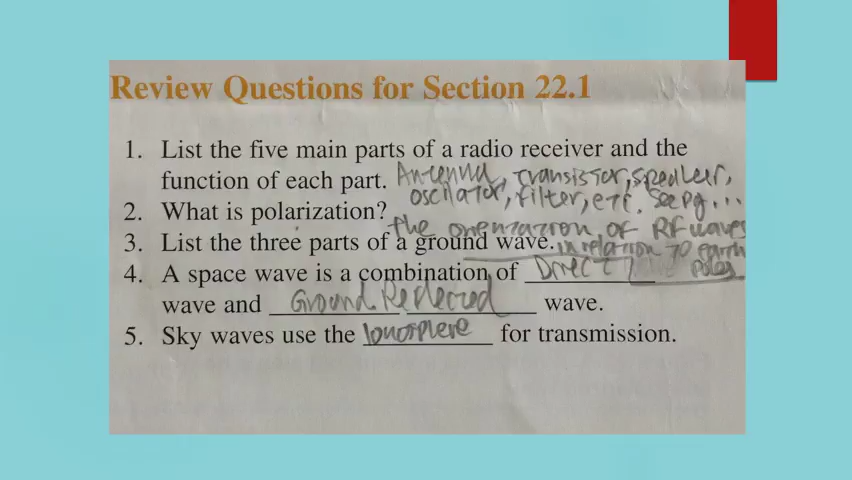 Review Questions for Section 22.1
1. List the five main parts of a radio receiver and the
function of each part. Antenna, transistor, speaker,
oscilator, filter, etc. See pg...
2. What is polarization?
the orentation of RF waves
3. List the three parts of a ground wave. in relation to earth
poles
4. A space wave is a combination of Direct
wave and Ground Reflected wave.
5. Sky waves use the Ionosphere for transmission.